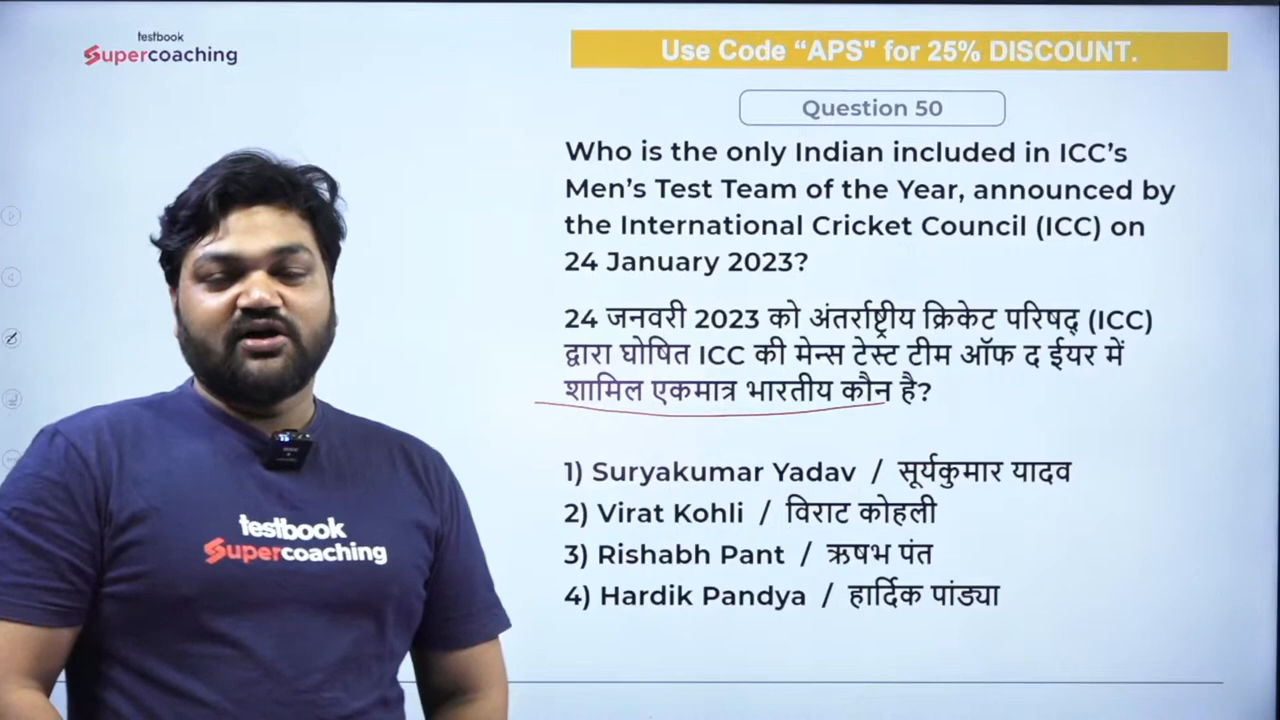 testbook
Supercoaching
Use Code “APS" for 25% DISCOUNT.
Question 50
Who is the only Indian included in ICC’s
Men’s Test Team of the Year, announced by
the International Cricket Council (ICC) on
24 January 2023?
24 जनवरी 2023 को अंतर्राष्ट्रीय क्रिकेट परिषद् (ICC)
द्वारा घोषित ICC की मेन्स टेस्ट टीम ऑफ द ईयर में
शामिल एकमात्र भारतीय कौन है?
1) Suryakumar Yadav / सूर्यकुमार यादव
2) Virat Kohli / विराट कोहली
3) Rishabh Pant / ऋषभ पंत
4) Hardik Pandya / हार्दिक पांड्या
testbook
Supercoaching